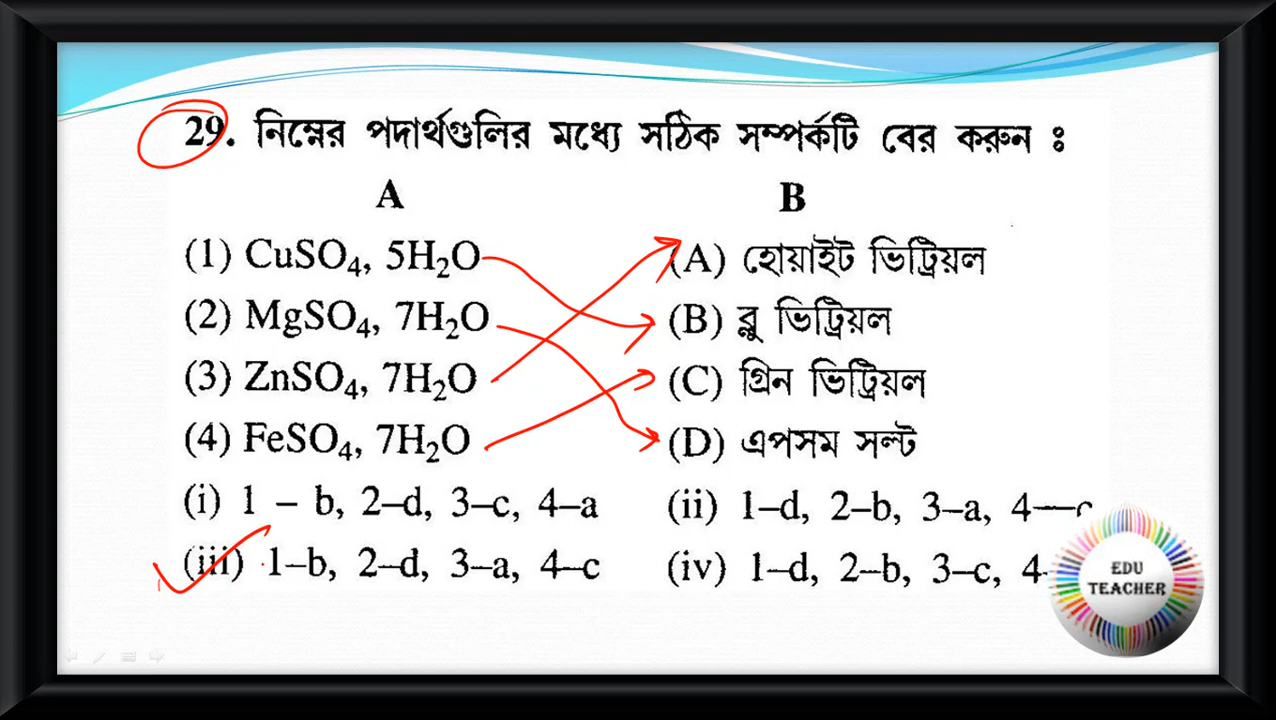 29. নিম্নের পদার্থগুলির মধ্যে সঠিক সম্পর্কটি বের করুন ঃ
A B
(1) CuSO₄, 5H₂O (A) হোয়াইট ভিট্রিয়ল
(2) MgSO₄, 7H₂O (B) ব্লু ভিট্রিয়ল
(3) ZnSO₄, 7H₂O (C) গ্রিন ভিট্রিয়ল
(4) FeSO₄, 7H₂O (D) এপসম সল্ট
(i) 1 – b, 2–d, 3–c, 4–a (ii) 1–d, 2–b, 3–a, 4—c
(iii) 1–b, 2–d, 3–a, 4–c (iv) 1–d, 2–b, 3–c, 4-
EDU
TEACHER